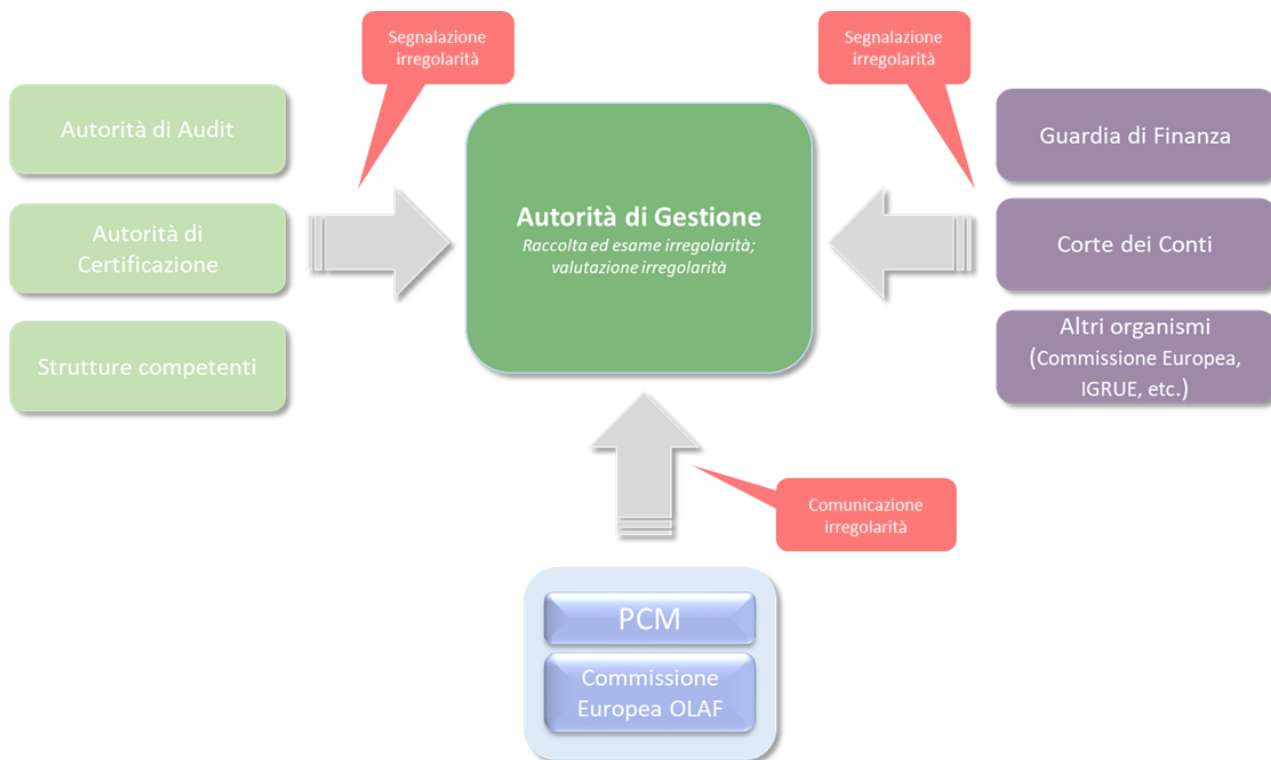 Segnalazione
irregolarità
Segnalazione
irregolarità
Autorità di Audit
Autorità di
Certificazione
Strutture competenti
Autorità di Gestione
Raccolta ed esame irregolarità;
valutazione irregolarità
Guardia di Finanza
Corte dei Conti
Altri organismi
(Commissione Europea,
IGRUE, etc.)
Comunicazione
irregolarità
PCM
Commissione
Europea OLAF